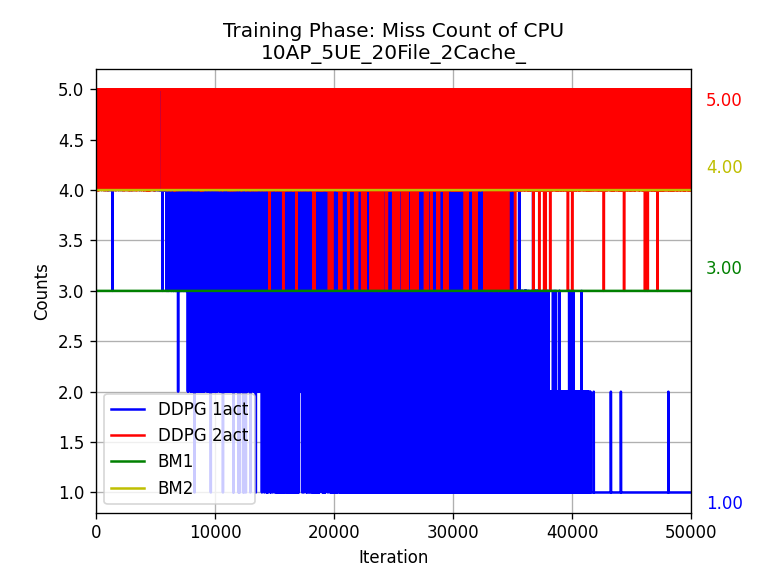 Training Phase: Miss Count of CPU
10AP_5UE_20File_2Cache_
5.0
4.5
4.0
3.5
3.0
2.5
2.0
1.5
1.0
Counts
5.00
4.00
3.00
1.00
DDPG 1act
DDPG 2act
BM1
BM2
0 10000 20000 30000 40000 50000
Iteration